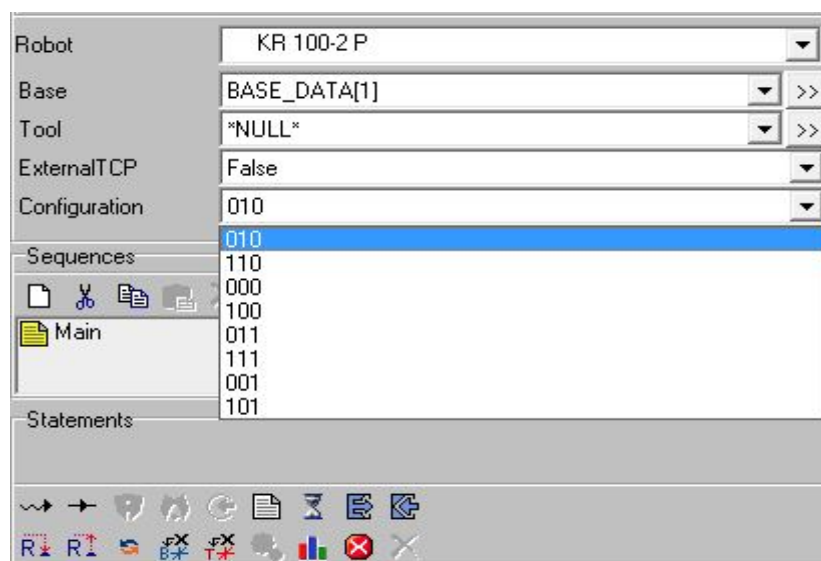 Robot KR 100-2 P
Base BASE_DATA[1] >>
Tool *NULL* >>
ExternalTCP False
Configuration 010
010
110
000
100
011
111
001
101
Sequences
Main
Statements
R R B T